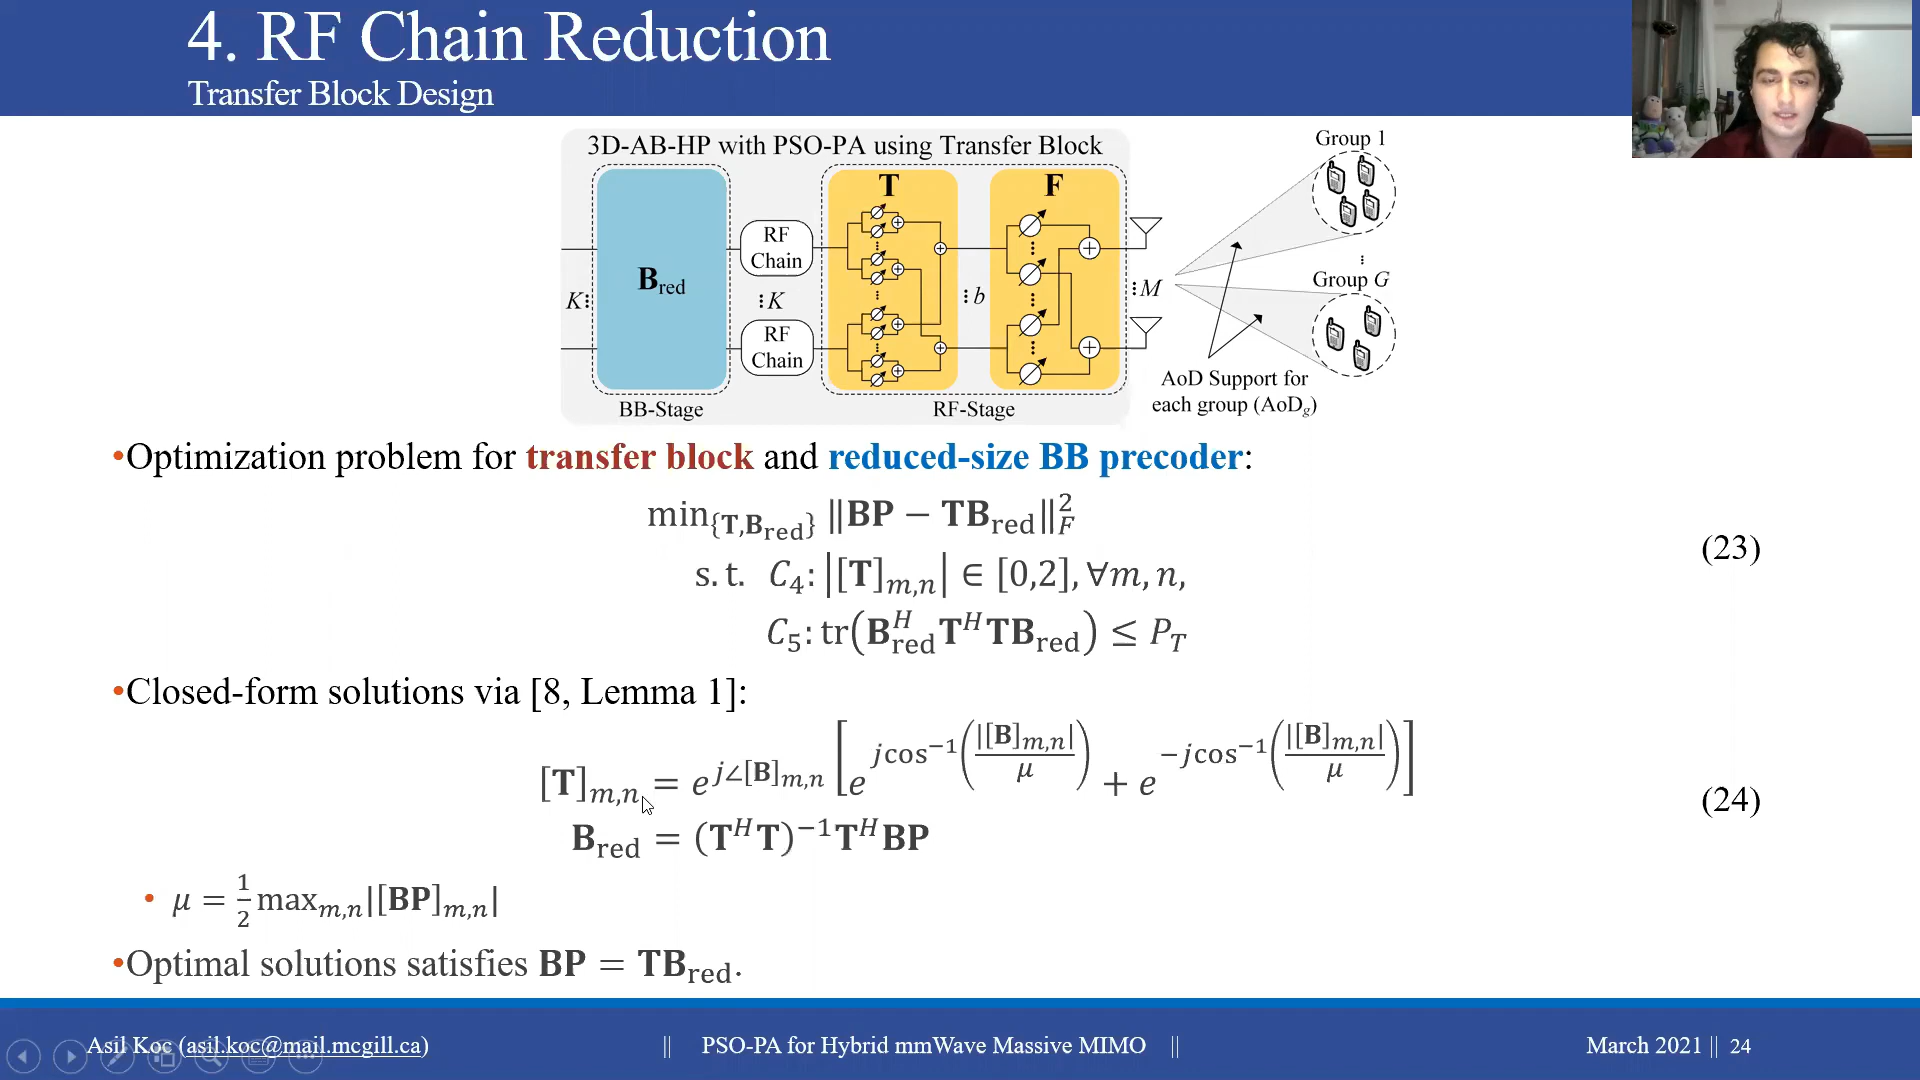 4. RF Chain Reduction
Transfer Block Design
3D-AB-HP with PSO-PA using Transfer Block
B_red
K⋮
BB-Stage
RF Chain
⋮K
RF Chain
T
F
⋮b
RF-Stage
⋮M
Group 1
⋮
Group G
AoD Support for
each group (AoD_g)
•Optimization problem for transfer block and reduced-size BB precoder:
min_{T,B_red} ‖BP − TB_red‖_F^2
s.t. C_4: |[T]_{m,n}| ∈ [0,2], ∀m, n,
(23)
C_5: tr(B_red^H T^H TB_red) ≤ P_T
•Closed-form solutions via [8, Lemma 1]:
[T]_{m,n} = e^{j∠[B]_{m,n}} [e^{jcos^{−1}(|[B]_{m,n}|/μ)} + e^{−jcos^{−1}(|[B]_{m,n}|/μ)}]
(24)
B_red = (T^H T)^{−1} T^H BP
• μ = 1/2 max_{m,n}|[BP]_{m,n}|
•Optimal solutions satisfies BP = TB_red.
Asil Koc (asil.koc@mail.mcgill.ca) || PSO-PA for Hybrid mmWave Massive MIMO || March 2021 || 24